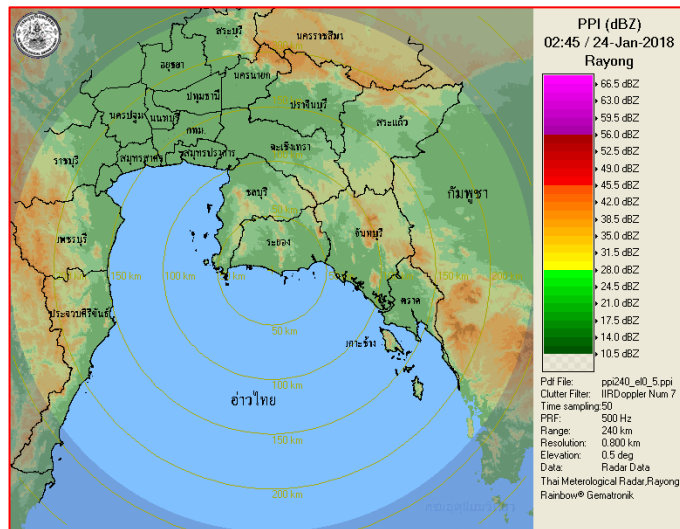 PPI (dBZ)
02:45 / 24-Jan-2018
Rayong
66.5 dBZ
63.0 dBZ
59.5 dBZ
56.0 dBZ
52.5 dBZ
49.0 dBZ
45.5 dBZ
42.0 dBZ
38.5 dBZ
35.0 dBZ
31.5 dBZ
28.0 dBZ
24.5 dBZ
21.0 dBZ
17.5 dBZ
14.0 dBZ
10.5 dBZ
Pdf File: ppi240_el0_5.ppi
Clutter Filter: IIRDoppler Num 7
Time sampling:50
PRF: 500 Hz
Range: 240 km
Resolution: 0.800 km
Elevation: 0.5 deg
Data: Radar Data
Thai Meterological Radar,Rayong
Rainbow® Gematronik
สระบุรี
นครราชสีมา
อยุธยา
นครนายก
ปทุมธานี
ปราจีนบุรี
นครปฐม
นนทบุรี
สระแก้ว
กทม.
ฉะเชิงเทรา
ราชบุรี
สมุทรสาคร
สมุทรปราการ
ชลบุรี
กัมพูชา
เพชรบุรี
ระยอง
จันทบุรี
150 km
100 km
100 km
150 km
200 km
ประจวบคีรีขันธ์
ตราด
50 km
เกาะช้าง
100 km
อ่าวไทย
150 km
200 km